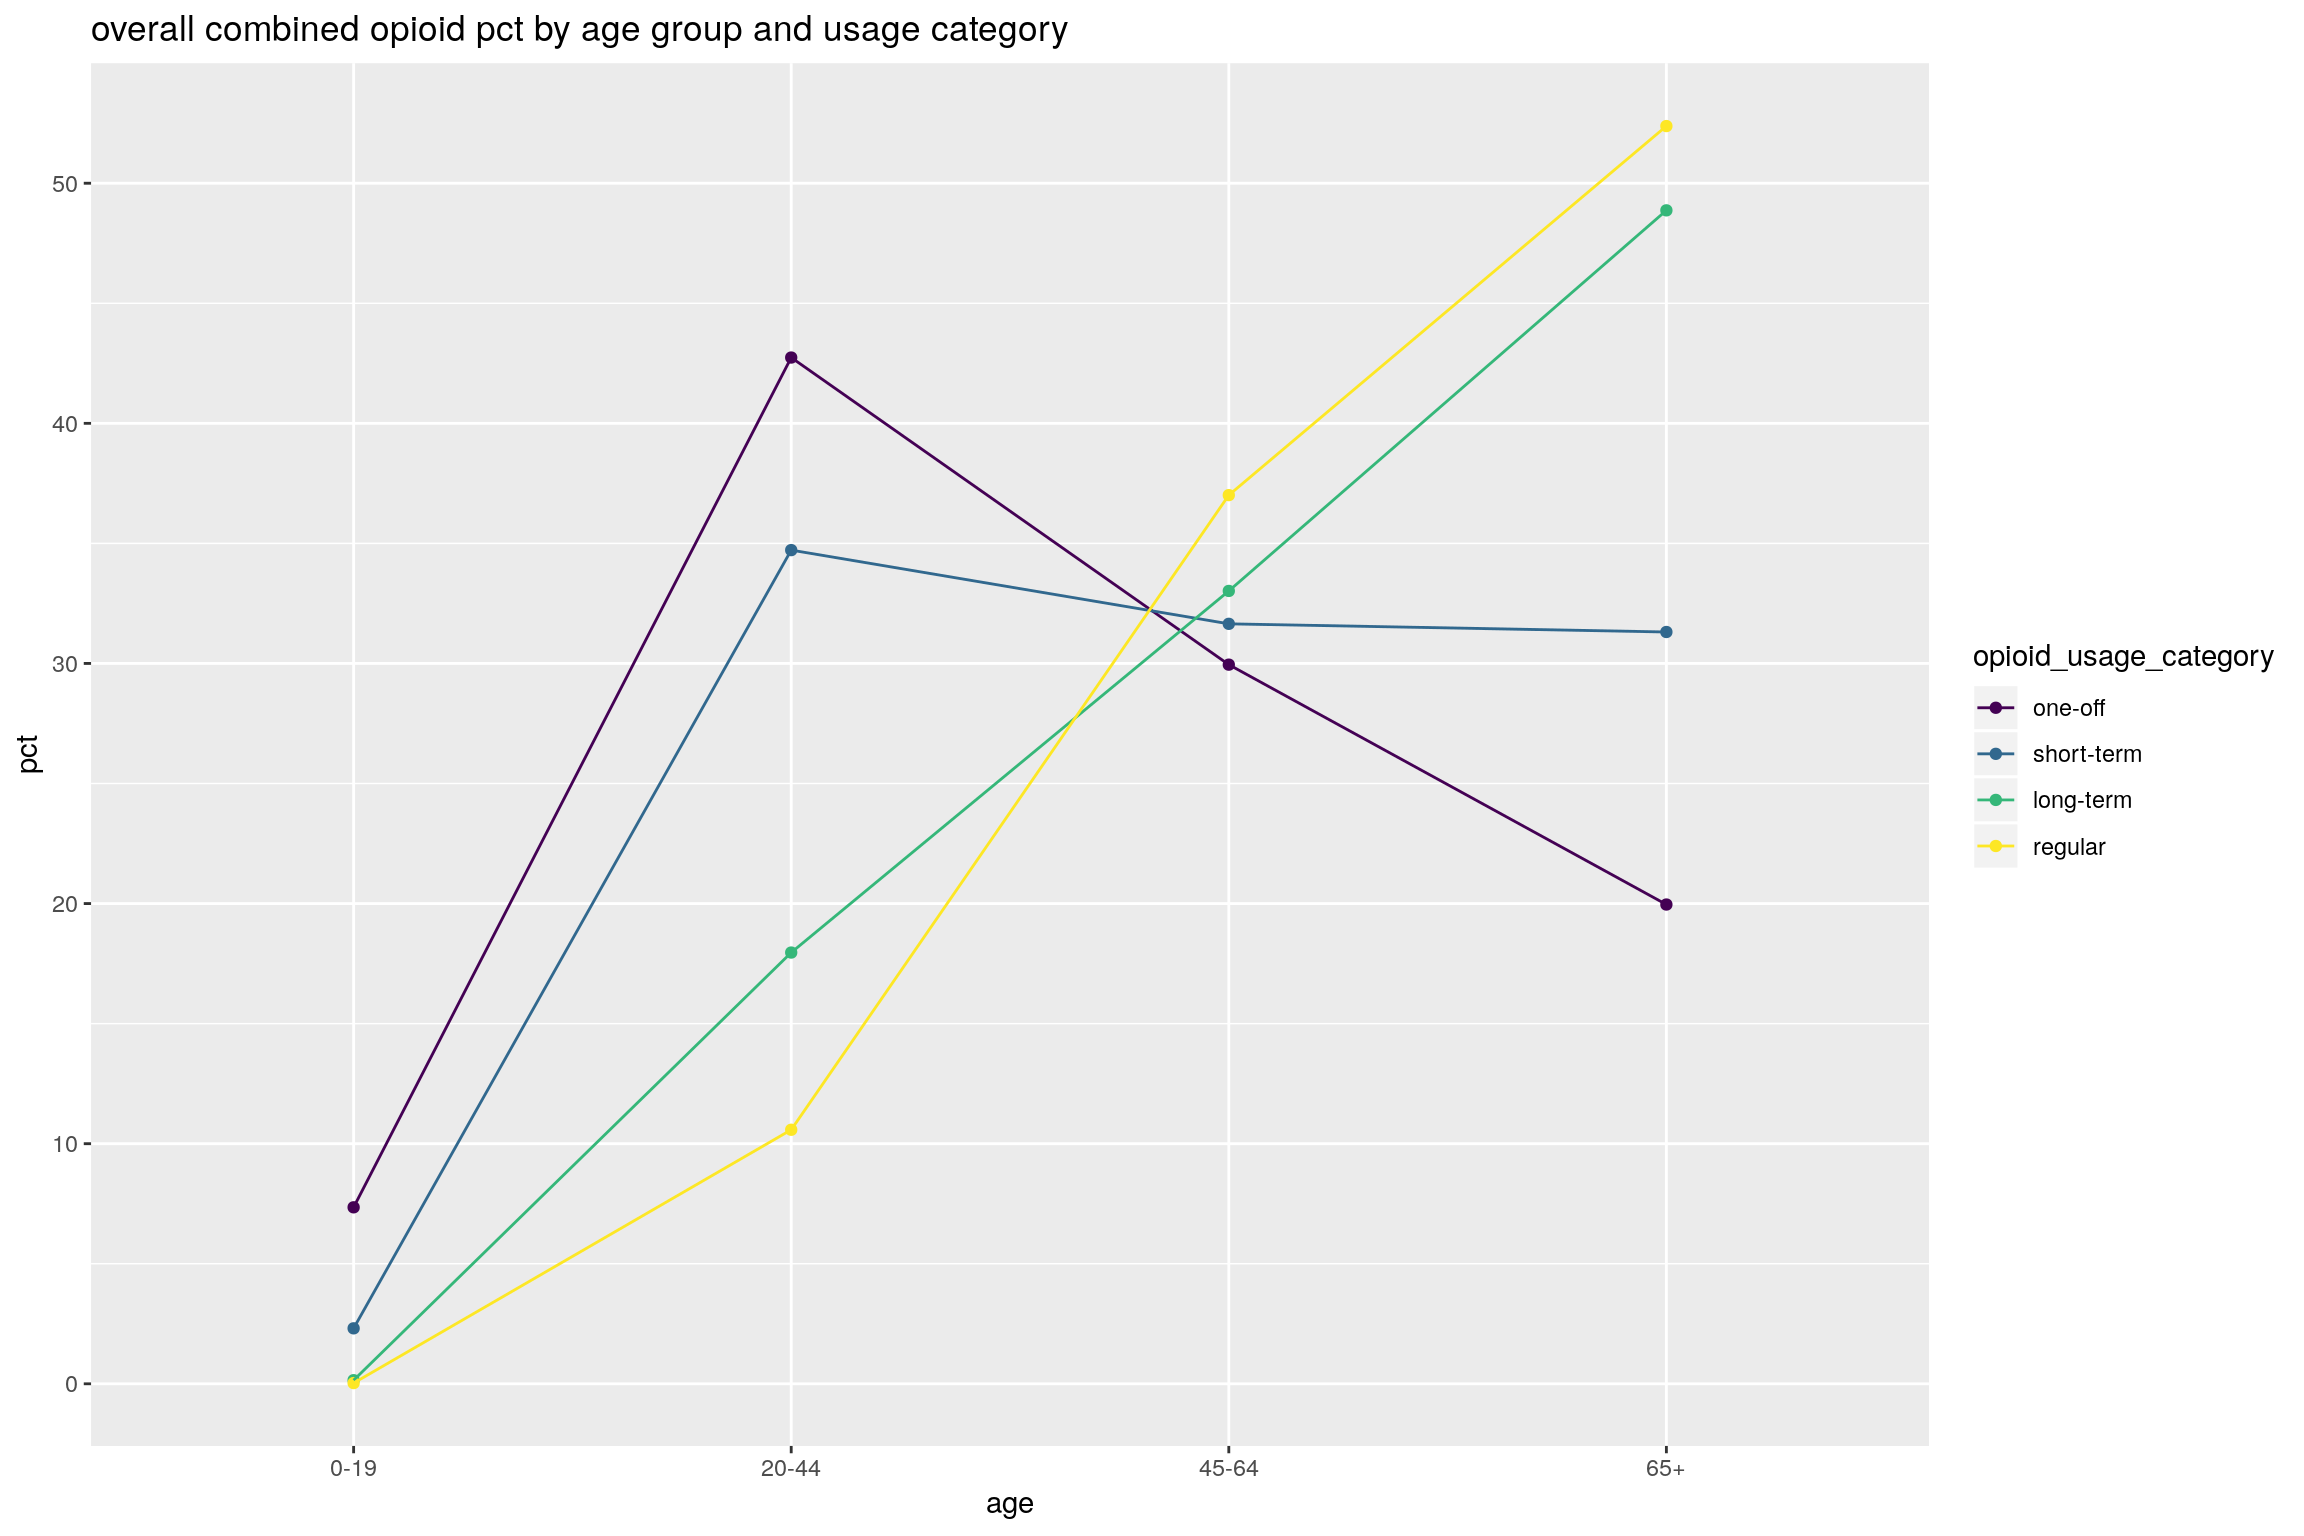 overall combined opioid pct by age group and usage category
50
40
30
20
10
0
pct
0-19 20-44 45-64 65+
age
opioid_usage_category
one-off
short-term
long-term
regular